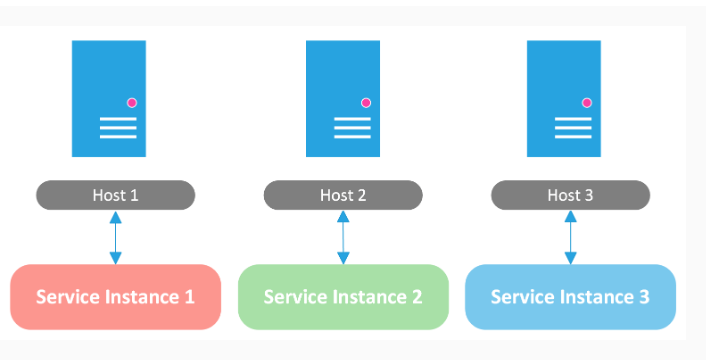 Host 1
Host 2
Host 3
Service Instance 1
Service Instance 2
Service Instance 3